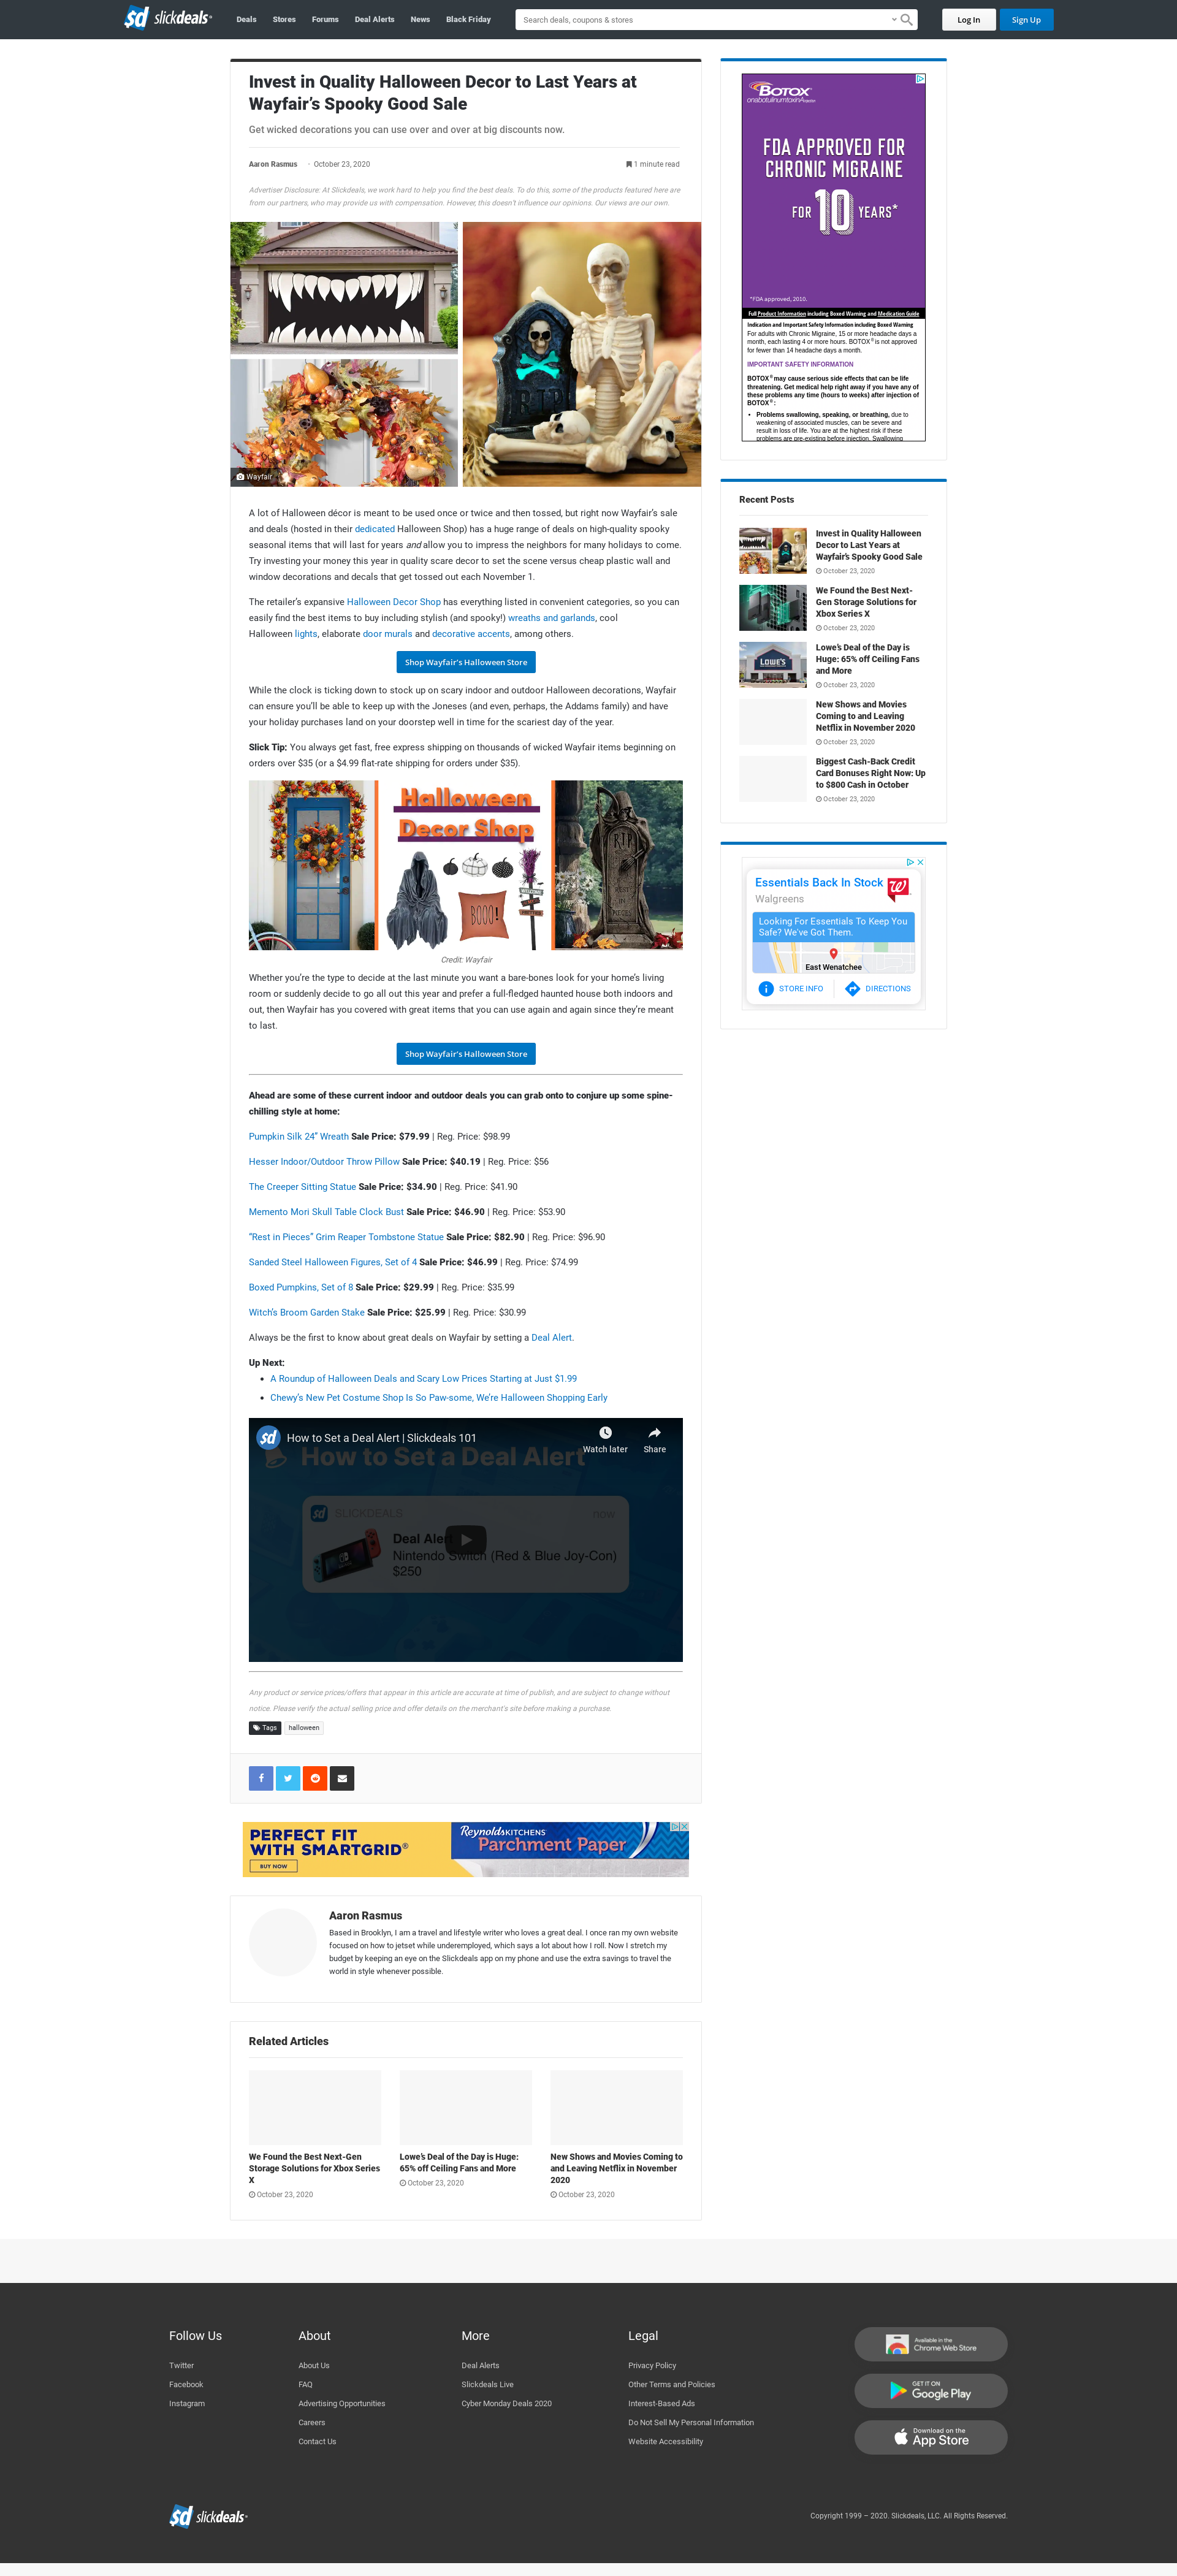 sd slickdeals
Deals Stores Forums Deal Alerts News Black Friday
Search deals, coupons & stores
Log In
Sign Up
Invest in Quality Halloween Decor to Last Years at
Wayfair’s Spooky Good Sale
Get wicked decorations you can use over and over at big discounts now.
Aaron Rasmus · October 23, 2020
1 minute read
Advertiser Disclosure: At Slickdeals, we work hard to help you find the best deals. To do this, some of the products featured here are
from our partners, who may provide us with compensation. However, this doesn’t influence our opinions. Our views are our own.
RIP
Wayfair
A lot of Halloween décor is meant to be used once or twice and then tossed, but right now Wayfair’s sale
and deals (hosted in their dedicated Halloween Shop) has a huge range of deals on high-quality spooky
seasonal items that will last for years and allow you to impress the neighbors for many holidays to come.
Try investing your money this year in quality scare decor to set the scene versus cheap plastic wall and
window decorations and decals that get tossed out each November 1.
The retailer’s expansive Halloween Decor Shop has everything listed in convenient categories, so you can
easily find the best items to buy including stylish (and spooky!) wreaths and garlands, cool
Halloween lights, elaborate door murals and decorative accents, among others.
Shop Wayfair’s Halloween Store
While the clock is ticking down to stock up on scary indoor and outdoor Halloween decorations, Wayfair
can ensure you’ll be able to keep up with the Joneses (and even, perhaps, the Addams family) and have
your holiday purchases land on your doorstep well in time for the scariest day of the year.
Slick Tip: You always get fast, free express shipping on thousands of wicked Wayfair items beginning on
orders over $35 (or a $4.99 flat-rate shipping for orders under $35).
Halloween
Decor Shop
BOOO!
RIP
REST
IN
PIECES
Credit: Wayfair
Whether you’re the type to decide at the last minute you want a bare-bones look for your home’s living
room or suddenly decide to go all out this year and prefer a full-fledged haunted house both indoors and
out, then Wayfair has you covered with great items that you can use again and again since they’re meant
to last.
Shop Wayfair’s Halloween Store
Ahead are some of these current indoor and outdoor deals you can grab onto to conjure up some spine-
chilling style at home:
Pumpkin Silk 24” Wreath Sale Price: $79.99 | Reg. Price: $98.99
Hesser Indoor/Outdoor Throw Pillow Sale Price: $40.19 | Reg. Price: $56
The Creeper Sitting Statue Sale Price: $34.90 | Reg. Price: $41.90
Memento Mori Skull Table Clock Bust Sale Price: $46.90 | Reg. Price: $53.90
“Rest in Pieces” Grim Reaper Tombstone Statue Sale Price: $82.90 | Reg. Price: $96.90
Sanded Steel Halloween Figures, Set of 4 Sale Price: $46.99 | Reg. Price: $74.99
Boxed Pumpkins, Set of 8 Sale Price: $29.99 | Reg. Price: $35.99
Witch’s Broom Garden Stake Sale Price: $25.99 | Reg. Price: $30.99
Always be the first to know about great deals on Wayfair by setting a Deal Alert.
Up Next:
• A Roundup of Halloween Deals and Scary Low Prices Starting at Just $1.99
• Chewy’s New Pet Costume Shop Is So Paw-some, We’re Halloween Shopping Early
sd How to Set a Deal Alert | Slickdeals 101
Watch later
Share
How to Set a Deal Alert
sd SLICKDEALS now
Deal Alert
Nintendo Switch (Red & Blue Joy-Con)
$250
Any product or service prices/offers that appear in this article are accurate at time of publish, and are subject to change without
notice. Please verify the actual selling price and offer details on the merchant's site before making a purchase.
Tags halloween
PERFECT FIT
WITH SMARTGRID®
BUY NOW
Reynolds KITCHENS
Parchment Paper
Aaron Rasmus
Based in Brooklyn, I am a travel and lifestyle writer who loves a great deal. I once ran my own website
focused on how to jetset while underemployed, which says a lot about how I roll. Now I stretch my
budget by keeping an eye on the Slickdeals app on my phone and use the extra savings to travel the
world in style whenever possible.
Related Articles
We Found the Best Next-Gen
Storage Solutions for Xbox Series
X
October 23, 2020
Lowe’s Deal of the Day is Huge:
65% off Ceiling Fans and More
October 23, 2020
New Shows and Movies Coming to
and Leaving Netflix in November
2020
October 23, 2020
BOTOX®
onabotulinumtoxinA
FDA APPROVED FOR
CHRONIC MIGRAINE
FOR 10 YEARS*
*FDA approved, 2010.
Full Product Information including Boxed Warning and Medication Guide
Indication and Important Safety Information including Boxed Warning
For adults with Chronic Migraine, 15 or more headache days a
month, each lasting 4 or more hours. BOTOX® is not approved
for fewer than 14 headache days a month.
IMPORTANT SAFETY INFORMATION
BOTOX® may cause serious side effects that can be life
threatening. Get medical help right away if you have any of
these problems any time (hours to weeks) after injection of
BOTOX®:
• Problems swallowing, speaking, or breathing, due to
weakening of associated muscles, can be severe and
result in loss of life. You are at the highest risk if these
problems are pre-existing before injection. Swallowing
Recent Posts
Invest in Quality Halloween
Decor to Last Years at
Wayfair’s Spooky Good Sale
October 23, 2020
We Found the Best Next-
Gen Storage Solutions for
Xbox Series X
October 23, 2020
LOWE'S
Lowe’s Deal of the Day is
Huge: 65% off Ceiling Fans
and More
October 23, 2020
New Shows and Movies
Coming to and Leaving
Netflix in November 2020
October 23, 2020
Biggest Cash-Back Credit
Card Bonuses Right Now: Up
to $800 Cash in October
October 23, 2020
Essentials Back In Stock
Walgreens
Looking For Essentials To Keep You
Safe? We've Got Them.
East Wenatchee
STORE INFO
DIRECTIONS
Follow Us
Twitter
Facebook
Instagram
About
About Us
FAQ
Advertising Opportunities
Careers
Contact Us
More
Deal Alerts
Slickdeals Live
Cyber Monday Deals 2020
Legal
Privacy Policy
Other Terms and Policies
Interest-Based Ads
Do Not Sell My Personal Information
Website Accessibility
Available in the
Chrome Web Store
GET IT ON
Google Play
Download on the
App Store
sd slickdeals
Copyright 1999 – 2020. Slickdeals, LLC. All Rights Reserved.